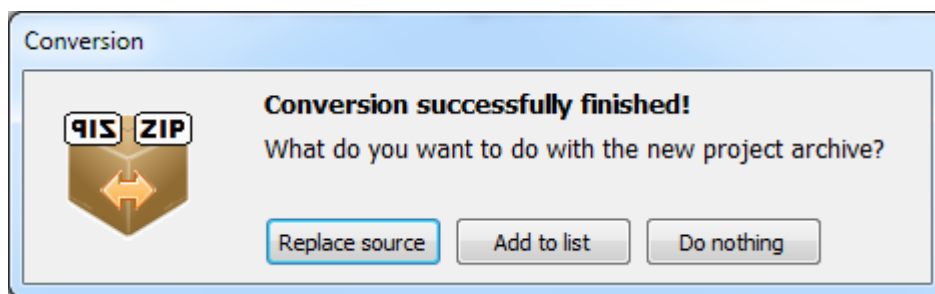 Conversion
PIZ ZIP
Conversion successfully finished!
What do you want to do with the new project archive?
Replace source Add to list Do nothing